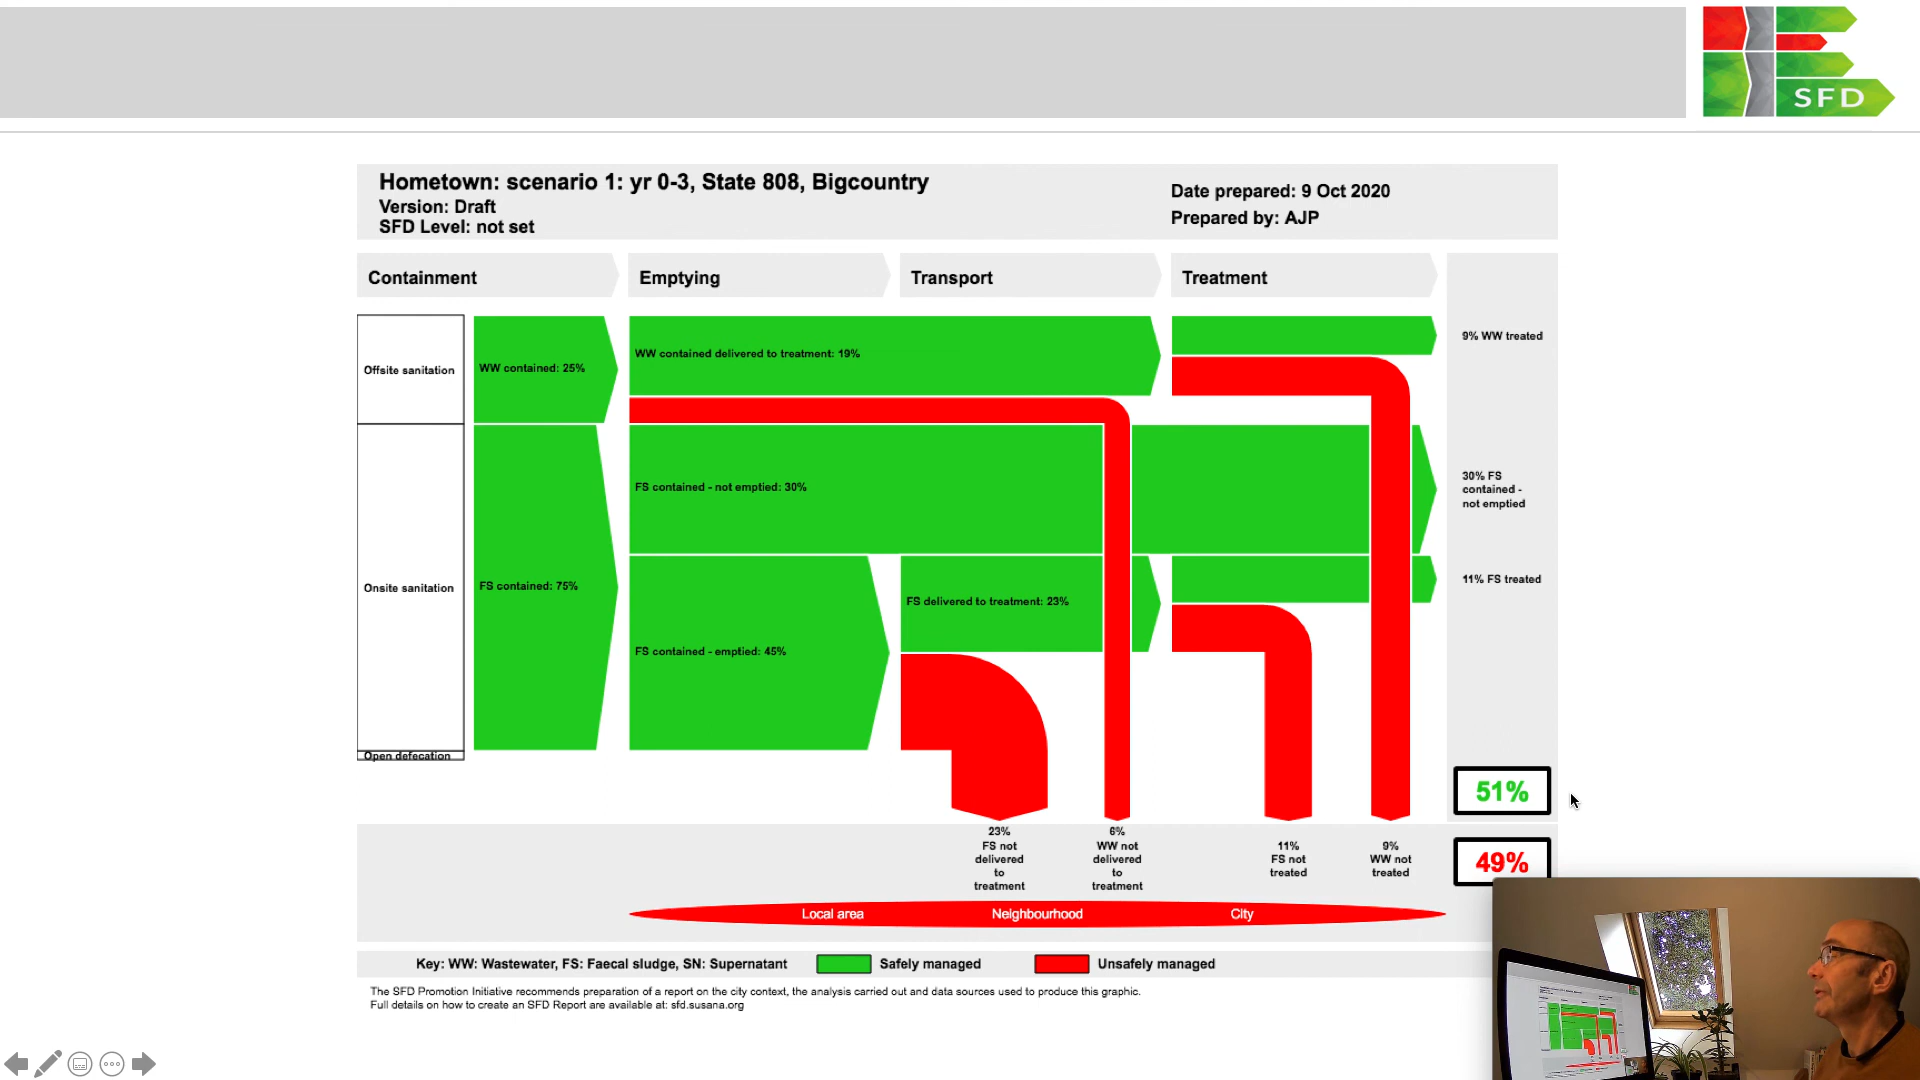 SFD
Hometown: scenario 1: yr 0-3, State 808, Bigcountry
Version: Draft
SFD Level: not set
Date prepared: 9 Oct 2020
Prepared by: AJP
Containment
Emptying
Transport
Treatment
Offsite sanitation
WW contained: 25%
WW contained delivered to treatment: 19%
9% WW treated
FS contained - not emptied: 30%
30% FS
contained -
not emptied
Onsite sanitation
FS contained: 75%
FS delivered to treatment: 23%
11% FS treated
FS contained - emptied: 45%
Open defecation
51%
23%
FS not
delivered
to
treatment
6%
WW not
delivered
to
treatment
11%
FS not
treated
9%
WW not
treated
49%
Local area
Neighbourhood
City
Key: WW: Wastewater, FS: Faecal sludge, SN: Supernatant
Safely managed
Unsafely managed
The SFD Promotion Initiative recommends preparation of a report on the city context, the analysis carried out and data sources used to produce this graphic.
Full details on how to create an SFD Report are available at: sfd.susana.org